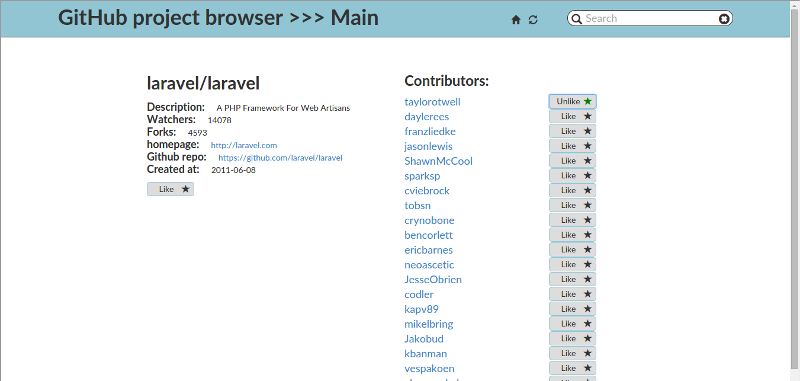 GitHub project browser >>> Main
Search
laravel/laravel
Description: A PHP Framework For Web Artisans
Watchers: 14078
Forks: 4593
homepage: http://laravel.com
Github repo: https://github.com/laravel/laravel
Created at: 2011-06-08
Like
Contributors:
taylorotwell Unlike
daylerees Like
franzliedke Like
jasonlewis Like
ShawnMcCool Like
sparksp Like
cviebrock Like
tobsn Like
crynobone Like
bencorlett Like
ericbarnes Like
neoascetic Like
JesseObrien Like
codler Like
kapv89 Like
mikelbring Like
Jakobud Like
kbanman Like
vespakoen Like
Like